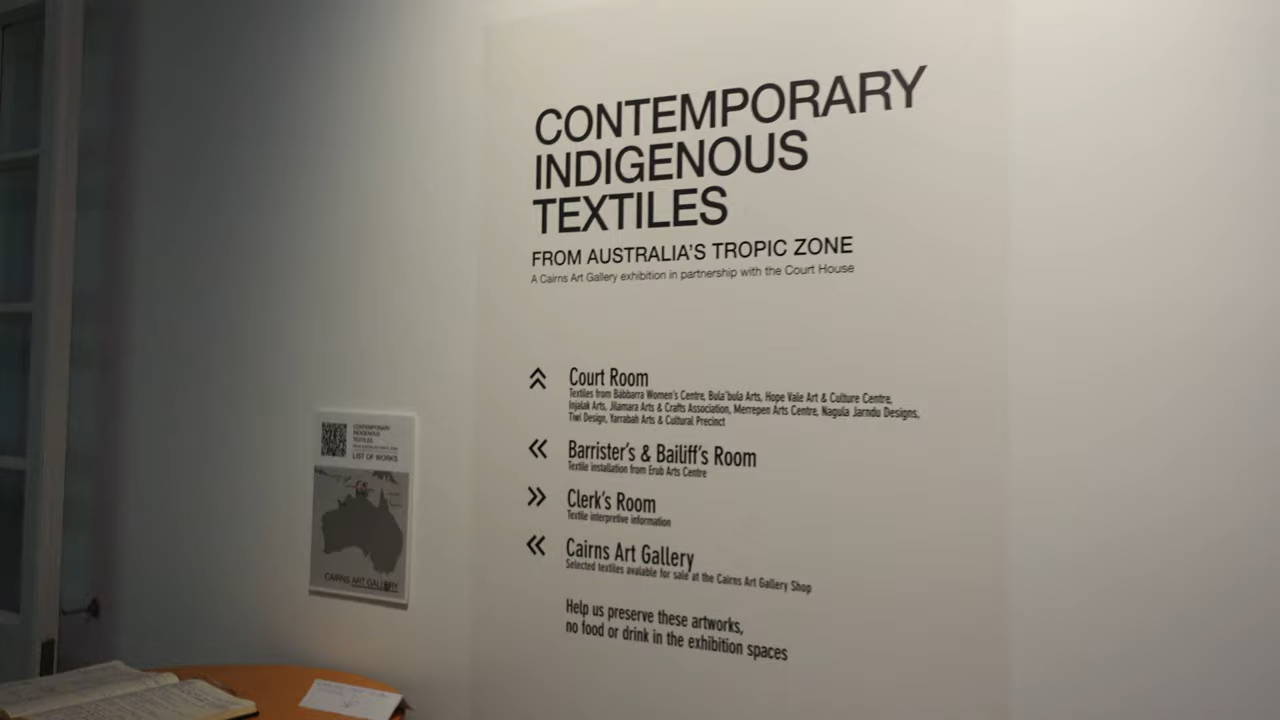 CONTEMPORARY
INDIGENOUS
TEXTILES
FROM AUSTRALIA'S TROPIC ZONE
A Cairns Art Gallery exhibition in partnership with the Court House
Court Room
Textiles from Bábbarra Women's Centre, Bula'bula Arts, Hope Vale Art & Culture Centre,
Injalak Arts, Jilamara Arts & Crafts Association, Merrepen Arts Centre, Nagula Jarndu Designs,
Tiwi Design, Yarrabah Arts & Cultural Precinct
Barrister's & Bailiff's Room
Textile installation from Erub Arts Centre
Clerk's Room
Textile interpretive information
Cairns Art Gallery
Selected textiles available for sale at the Cairns Art Gallery Shop
Help us preserve these artworks,
no food or drink in the exhibition spaces
CONTEMPORARY
INDIGENOUS
TEXTILES
LIST OF WORKS
CAIRNS ART GALLERY